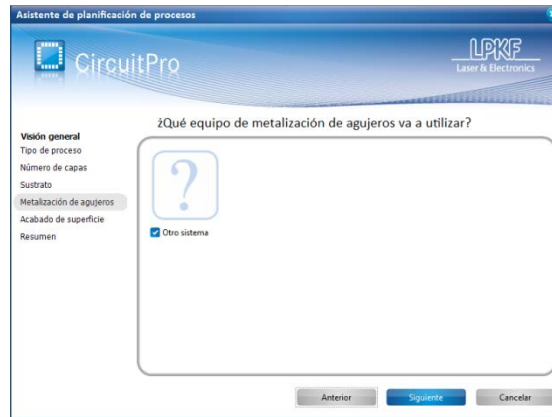 Asistente de planificación de procesos
CircuitPro
LPKF
Laser & Electronics
¿Qué equipo de metalización de agujeros va a utilizar?
Visión general
Tipo de proceso
Número de capas
Sustrato
Metalización de agujeros
Acabado de superficie
Resumen
?
Otro sistema
Anterior
Siguiente
Cancelar